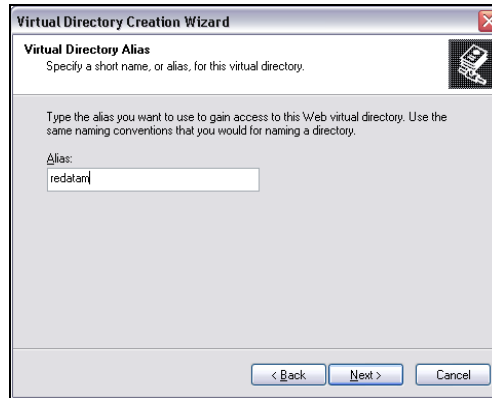 Virtual Directory Creation Wizard
Virtual Directory Alias
Specify a short name, or alias, for this virtual directory.
Type the alias you want to use to gain access to this Web virtual directory. Use the
same naming conventions that you would for naming a directory.
Alias:
redatam
< Back Next > Cancel